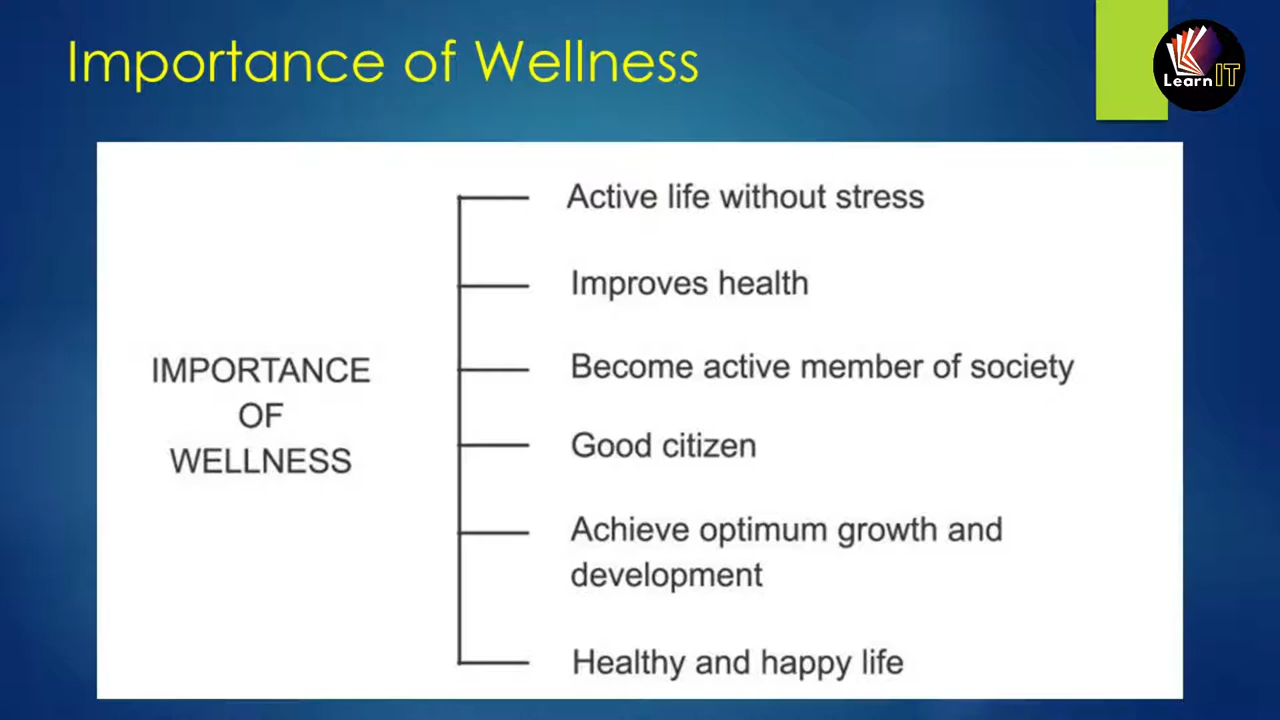 Importance of Wellness
Learn IT
Active life without stress
Improves health
Become active member of society
IMPORTANCE
OF
WELLNESS
Good citizen
Achieve optimum growth and
development
Healthy and happy life